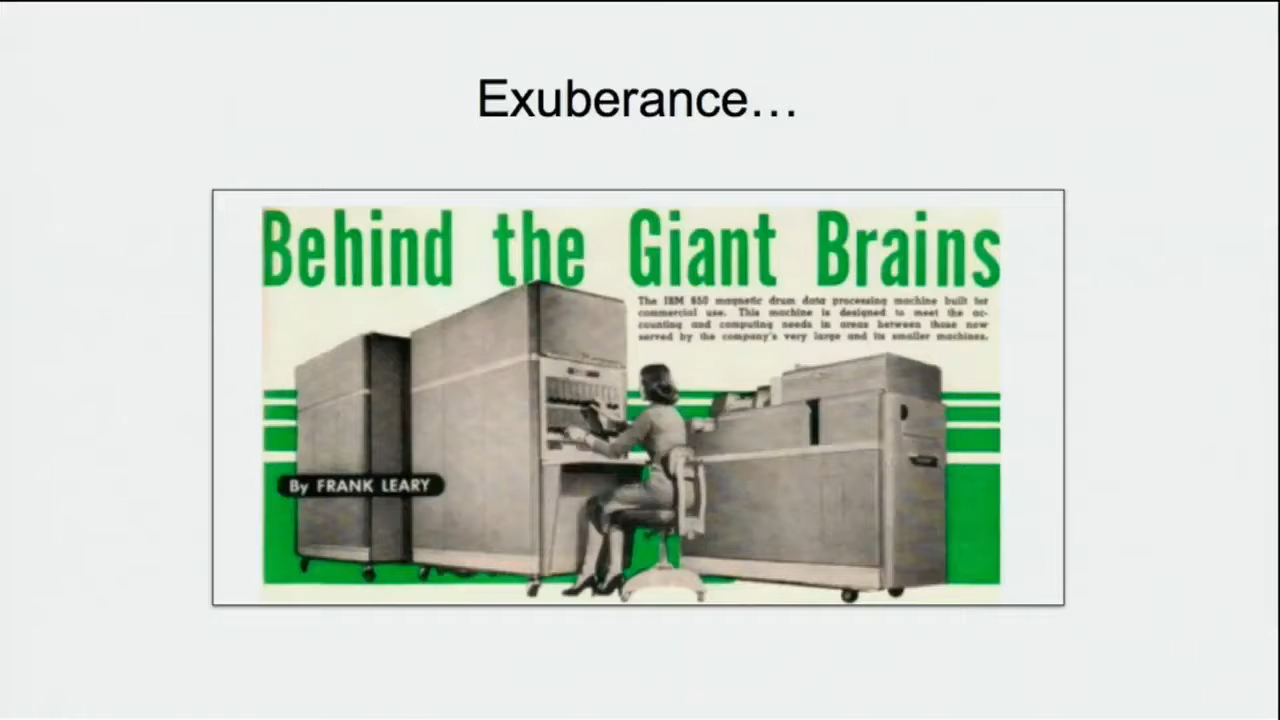 Exuberance...
Behind the Giant Brains
The IBM 650 magnetic drum data processing machine built for
commercial use. This machine is designed to meet the ac-
counting and computing needs in areas between those now
served by the company's very large and its smaller machines.
By FRANK LEARY